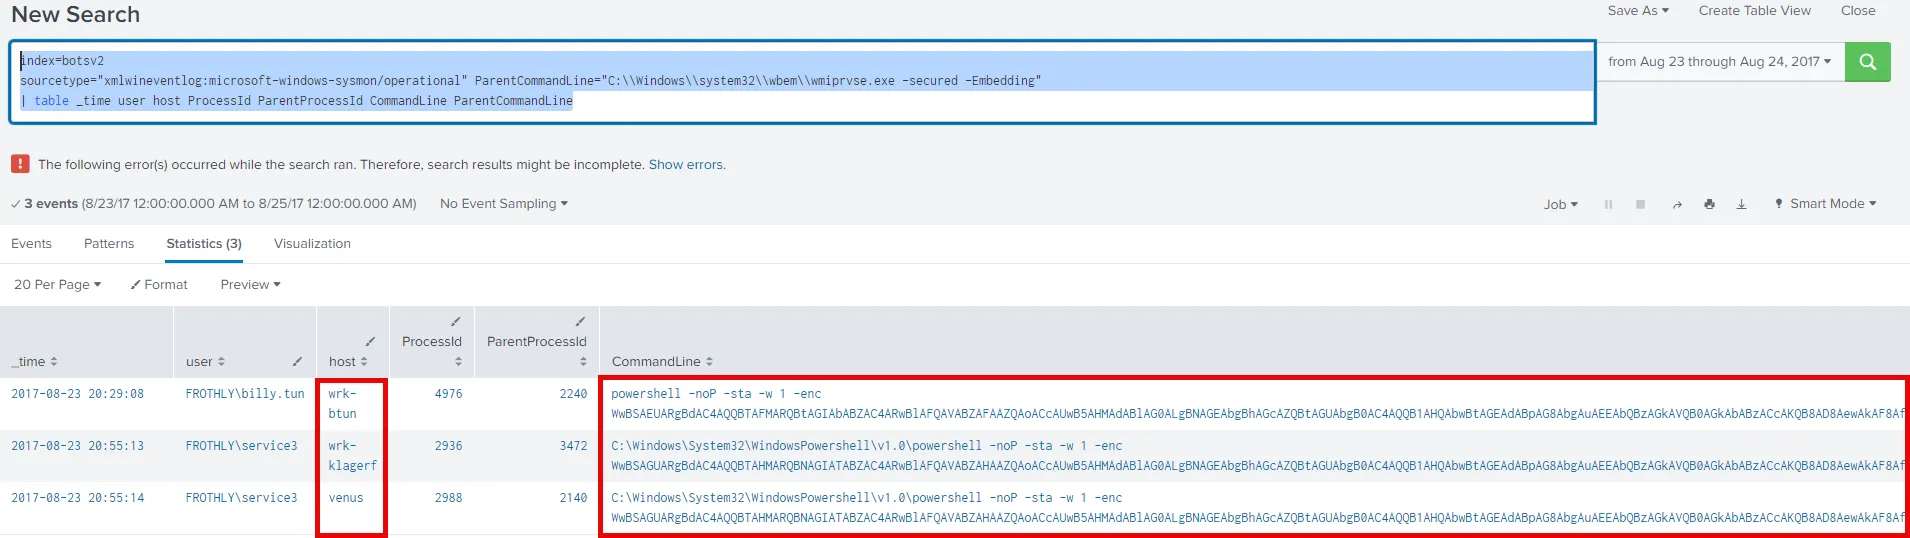 New Search
Save As Create Table View Close
index=botsv2
sourcetype="xmlwineventlog:microsoft-windows-sysmon/operational" ParentCommandLine="C:\\Windows\\system32\\wbem\\wmiprvse.exe -secured -Embedding"
| table _time user host ProcessId ParentProcessId CommandLine ParentCommandLine
from Aug 23 through Aug 24, 2017
The following error(s) occurred while the search ran. Therefore, search results might be incomplete. Show errors.
3 events (8/23/17 12:00:00.000 AM to 8/25/17 12:00:00.000 AM) No Event Sampling
Job Smart Mode
Events Patterns Statistics (3) Visualization
20 Per Page Format Preview
_time user host ProcessId ParentProcessId CommandLine
2017-08-23 20:29:08 FROTHLY\billy.tun wrk-btun 4976 2240 powershell -noP -sta -w 1 -enc
2017-08-23 20:55:13 FROTHLY\service3 wrk-klagerf 2936 3472 C:\Windows\System32\WindowsPowershell\v1.0\powershell -noP -sta -w 1 -enc
2017-08-23 20:55:14 FROTHLY\service3 venus 2988 2140 C:\Windows\System32\WindowsPowershell\v1.0\powershell -noP -sta -w 1 -enc